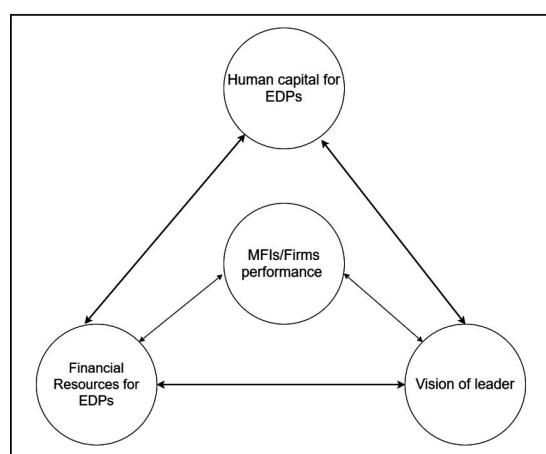 Human capital for
EDPs
MFIs/Firms
performance
Financial
Resources for
EDPs
Vision of leader